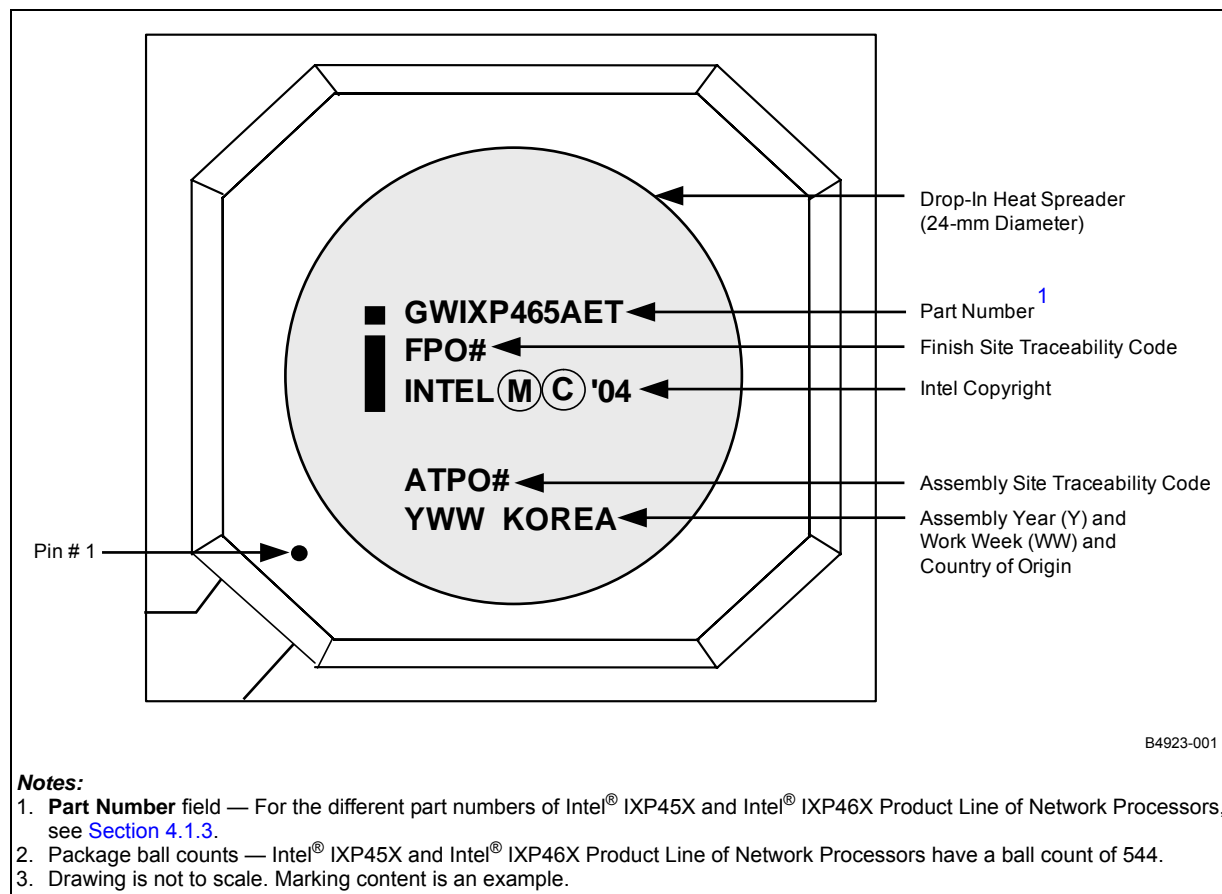 Drop-In Heat Spreader
(24-mm Diameter)
GWIXP465AET
Part Number 1
FPO#
Finish Site Traceability Code
INTEL Ⓜ Ⓒ '04
Intel Copyright
ATPO#
Assembly Site Traceability Code
YWW KOREA
Assembly Year (Y) and
Work Week (WW) and
Country of Origin
Pin # 1
B4923-001
Notes:
1. Part Number field — For the different part numbers of Intel® IXP45X and Intel® IXP46X Product Line of Network Processors,
see Section 4.1.3.
2. Package ball counts — Intel® IXP45X and Intel® IXP46X Product Line of Network Processors have a ball count of 544.
3. Drawing is not to scale. Marking content is an example.